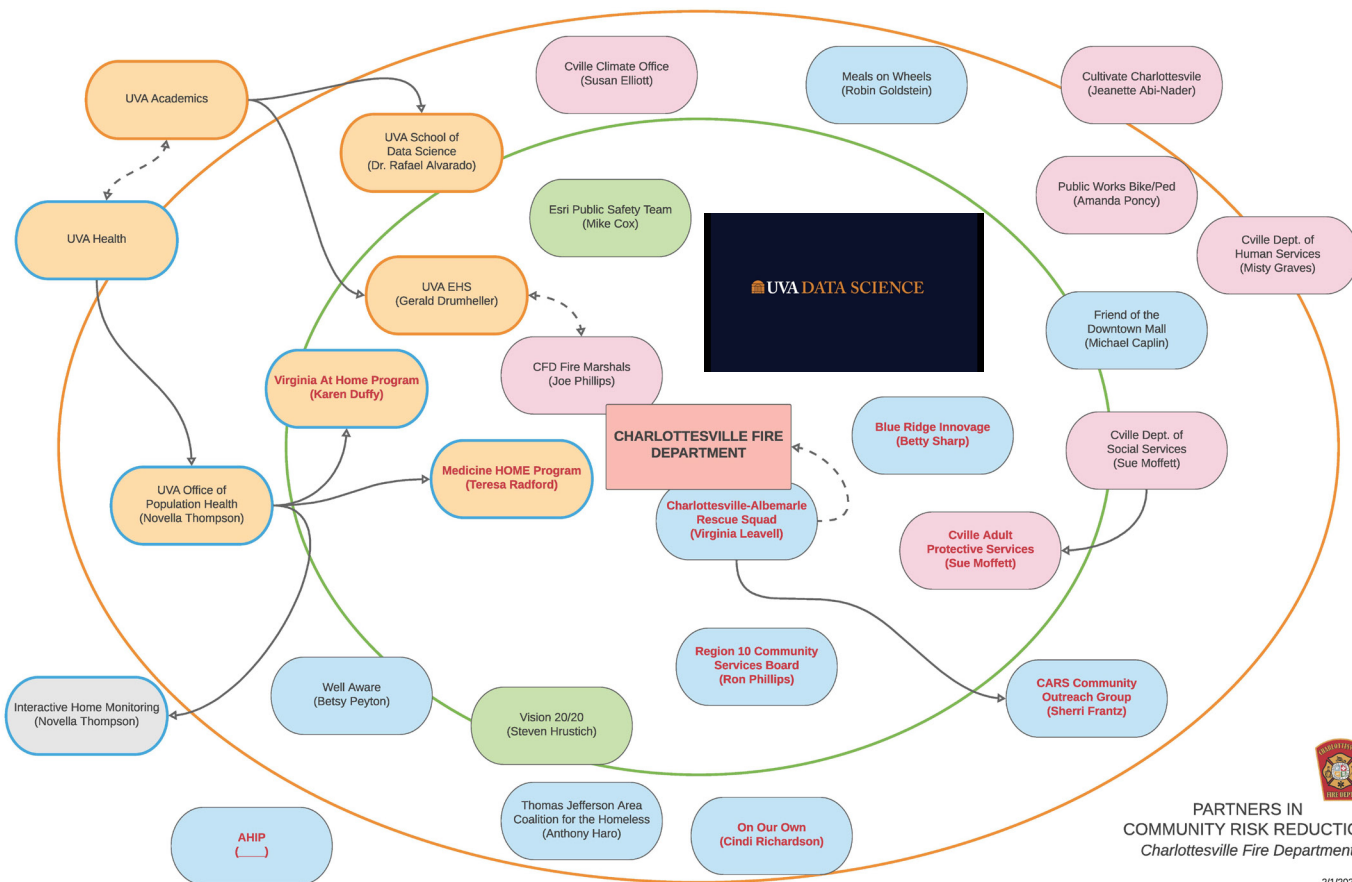 Cville Climate Office
(Susan Elliott)
Meals on Wheels
(Robin Goldstein)
Cultivate Charlottesvile
(Jeanette Abi-Nader)
UVA Academics
UVA School of
Data Science
(Dr. Rafael Alvarado)
Public Works Bike/Ped
(Amanda Poncy)
Esri Public Safety Team
(Mike Cox)
UVA Health
Cville Dept. of
Human Services
(Misty Graves)
UVA DATA SCIENCE
UVA EHS
(Gerald Drumheller)
Friend of the
Downtown Mall
(Michael Caplin)
CFD Fire Marshals
(Joe Phillips)
Virginia At Home Program
(Karen Duffy)
CHARLOTTESVILLE FIRE
DEPARTMENT
Blue Ridge Innovage
(Betty Sharp)
Cville Dept. of
Social Services
(Sue Moffett)
Medicine HOME Program
(Teresa Radford)
UVA Office of
Population Health
(Novella Thompson)
Charlottesville-Albemarle
Rescue Squad
(Virginia Leavell)
Cville Adult
Protective Services
(Sue Moffett)
Region 10 Community
Services Board
(Ron Phillips)
CARS Community
Outreach Group
(Sherri Frantz)
Well Aware
(Betsy Peyton)
Interactive Home Monitoring
(Novella Thompson)
Vision 20/20
(Steven Hrustich)
Thomas Jefferson Area
Coalition for the Homeless
(Anthony Haro)
On Our Own
(Cindi Richardson)
AHIP
(____)
PARTNERS IN
COMMUNITY RISK REDUCTIO
Charlottesville Fire Department